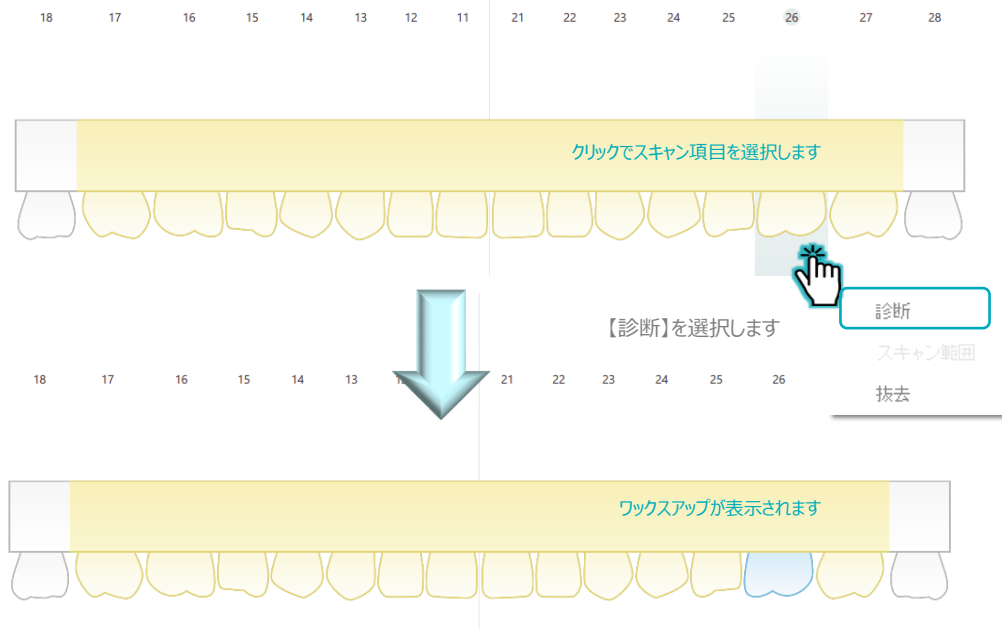 18 17 16 15 14 13 12 11 21 22 23 24 25 26 27 28
クリックでスキャン項目を選択します
診断
【診断】を選択します
スキャン範囲
18 17 16 15 14 13 21 22 23 24 25 26
抜去
ワックスアップが表示されます